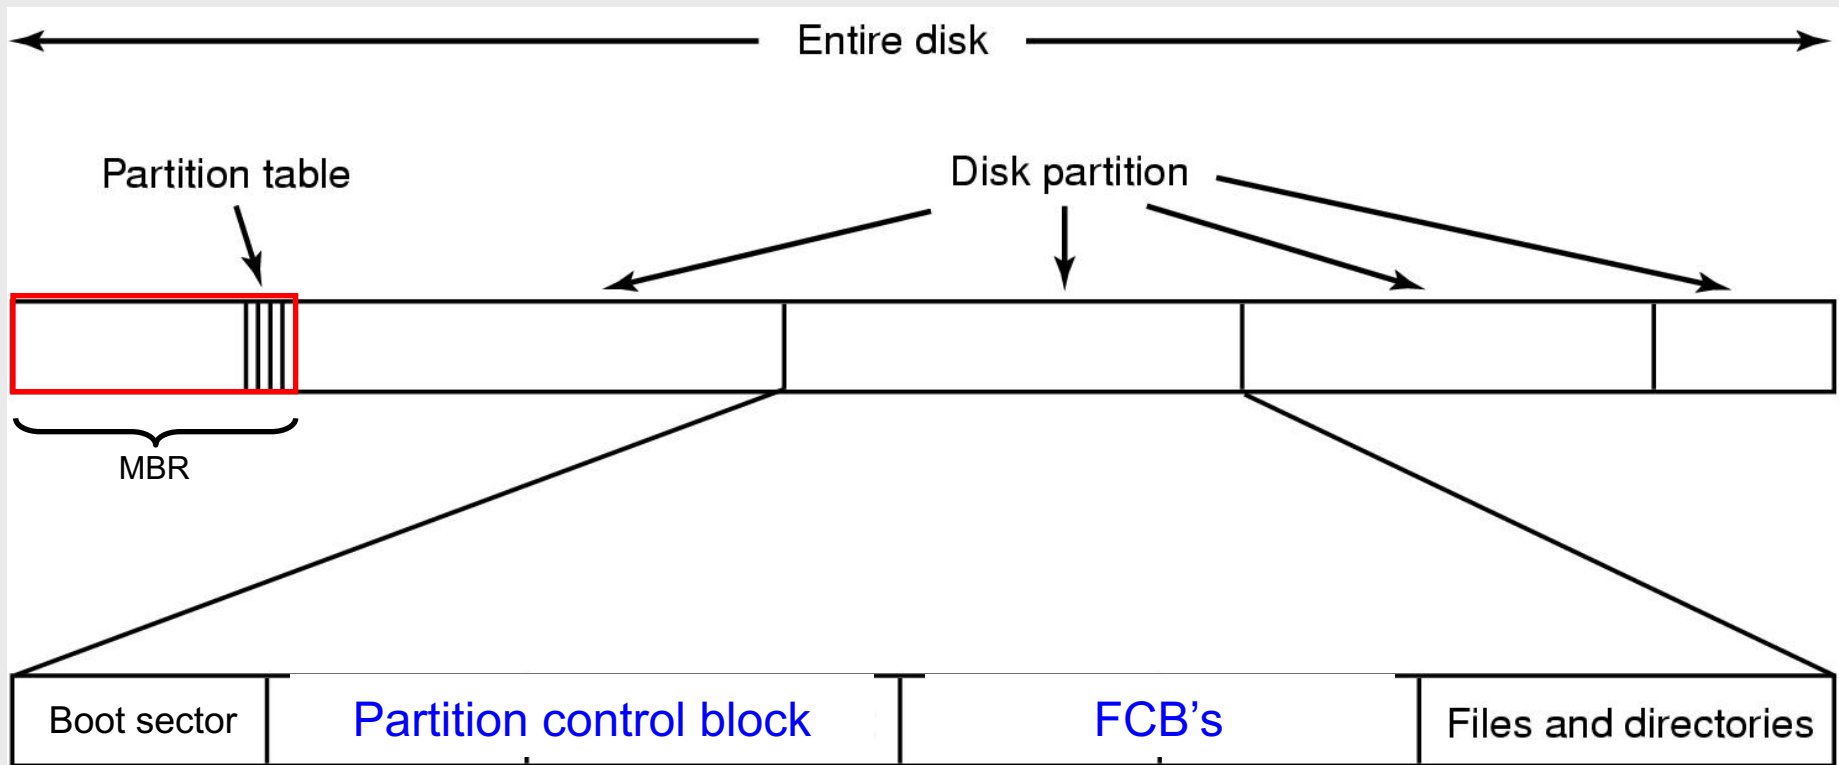 Entire disk
Partition table
Disk partition
MBR
Boot sector
Partition control block
FCB’s
Files and directories